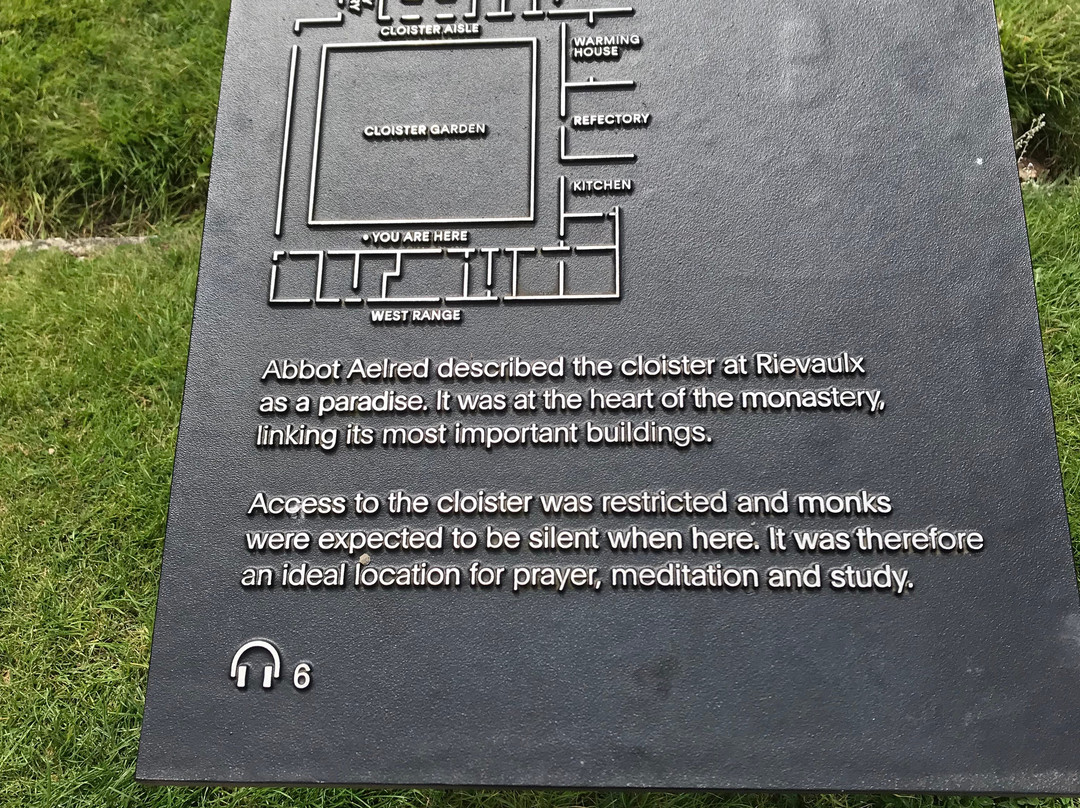 CLOISTER AISLE
WARMING
HOUSE
CLOISTER GARDEN
REFECTORY
KITCHEN
• YOU ARE HERE
WEST RANGE
Abbot Aelred described the cloister at Rievaulx
as a paradise. It was at the heart of the monastery,
linking its most important buildings.
Access to the cloister was restricted and monks
were expected to be silent when here. It was therefore
an ideal location for prayer, meditation and study.
6